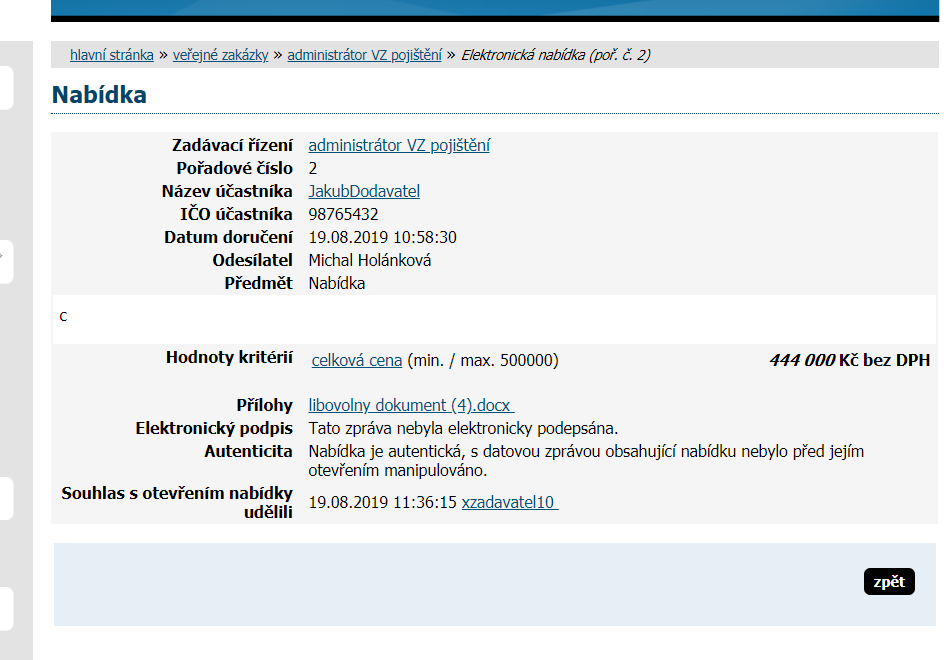 hlavní stránka » veřejné zakázky » administrátor VZ pojištění » Elektronická nabídka (poř. č. 2)
Nabídka
Zadávací řízení administrátor VZ pojištění
Pořadové číslo 2
Název účastníka JakubDodavatel
IČO účastníka 98765432
Datum doručení 19.08.2019 10:58:30
Odesílatel Michal Holánková
Předmět Nabídka
c
Hodnoty kritérií celková cena (min. / max. 500000) 444 000 Kč bez DPH
Přílohy libovolny dokument (4).docx
Elektronický podpis Tato zpráva nebyla elektronicky podepsána.
Autenticita Nabídka je autentická, s datovou zprávou obsahující nabídku nebylo před jejím
otevřením manipulováno.
Souhlas s otevřením nabídky
udělili 19.08.2019 11:36:15 xzadavatel10
zpět